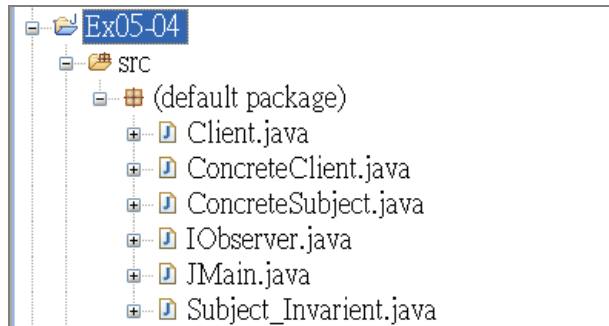 Ex05-04
src
(default package)
Client.java
ConcreteClient.java
ConcreteSubject.java
IObserver.java
JMain.java
Subject_Invarient.java